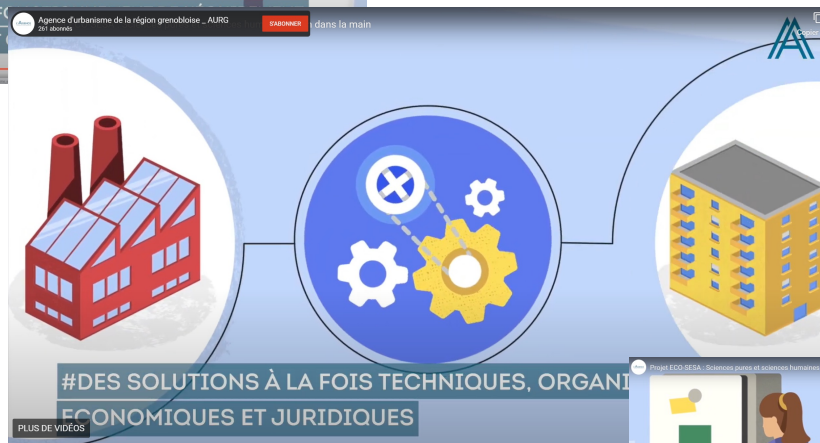 Agence d'urbanisme de la région grenobloise _ AURG
261 abonnés
S'ABONNER
dans la main
Copier
#DES SOLUTIONS À LA FOIS TECHNIQUES, ORGANI
ECONOMIQUES ET JURIDIQUES
PLUS DE VIDÉOS
Projet ECO-SESA : Sciences pures et sciences humaines